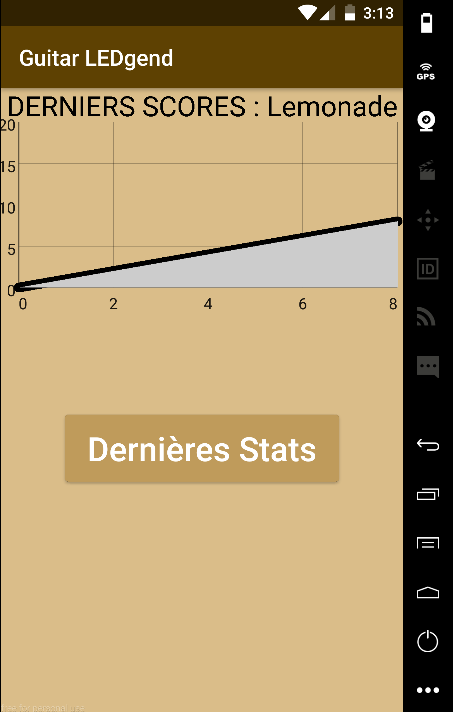 3:13
Guitar LEDgend
GPS
DERNIERS SCORES : Lemonade
20
15
10
5
0
0 2 4 6 8
ID
Dernières Stats